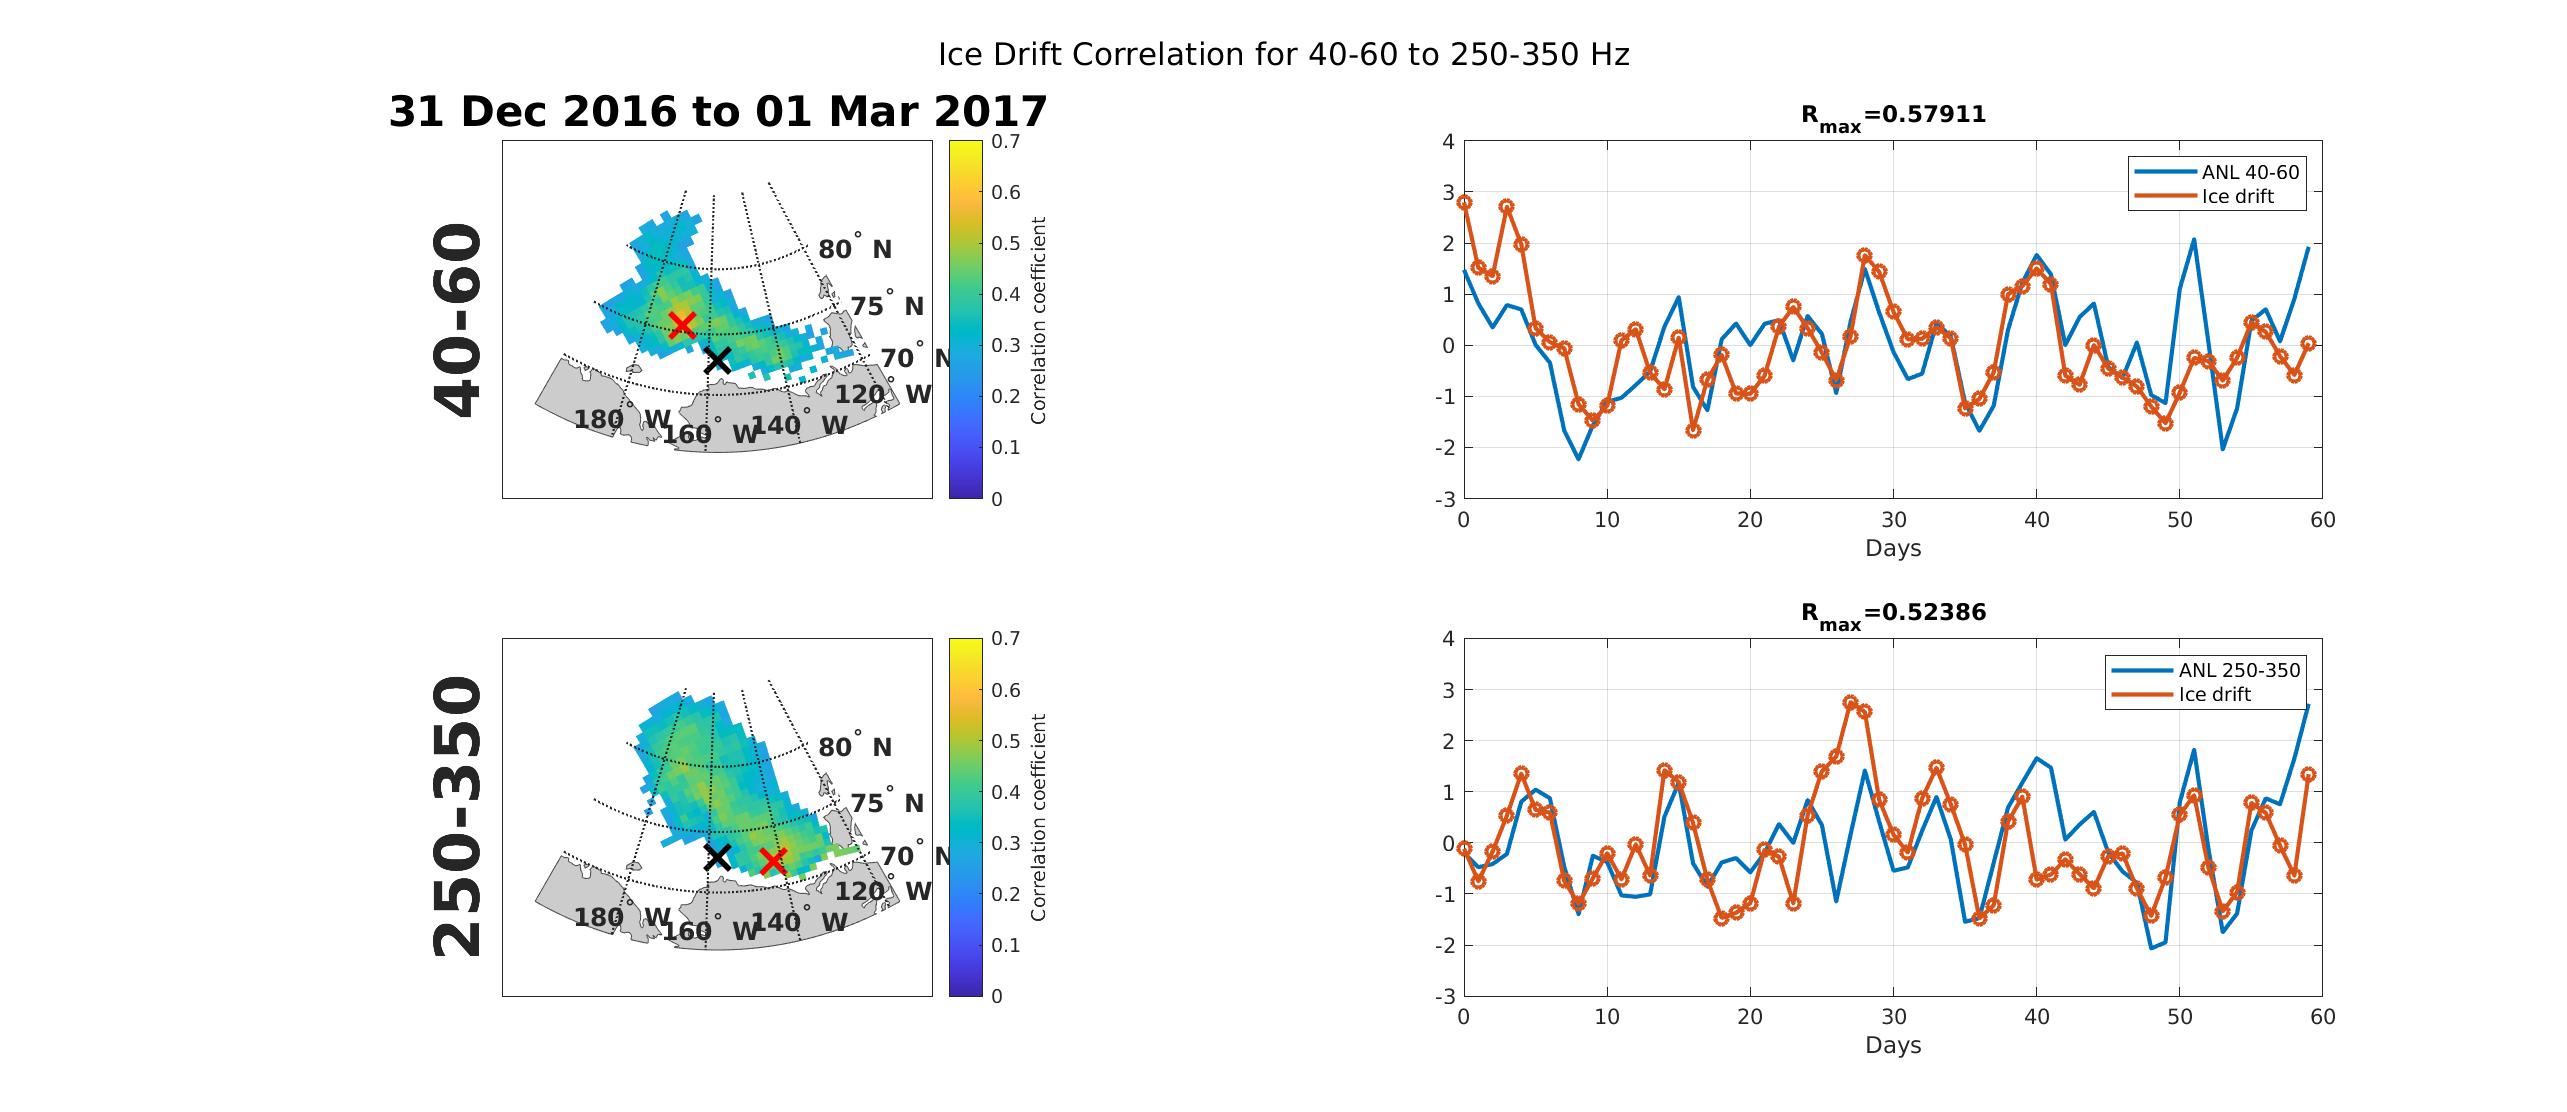 Ice Drift Correlation for 40-60 to 250-350 Hz
31 Dec 2016 to 01 Mar 2017
40-60
80° N
75° N
70° N
120° W
180° W
160° W
140° W
0.7
0.6
0.5
0.4
0.3
0.2
0.1
0
Correlation coefficient
Rmax=0.57911
4
3
2
1
0
-1
-2
-3
0 10 20 30 40 50 60
Days
ANL 40-60
Ice drift
250-350
80° N
75° N
70° N
120° W
180° W
160° W
140° W
0.7
0.6
0.5
0.4
0.3
0.2
0.1
0
Correlation coefficient
Rmax=0.52386
4
3
2
1
0
-1
-2
-3
0 10 20 30 40 50 60
Days
ANL 250-350
Ice drift